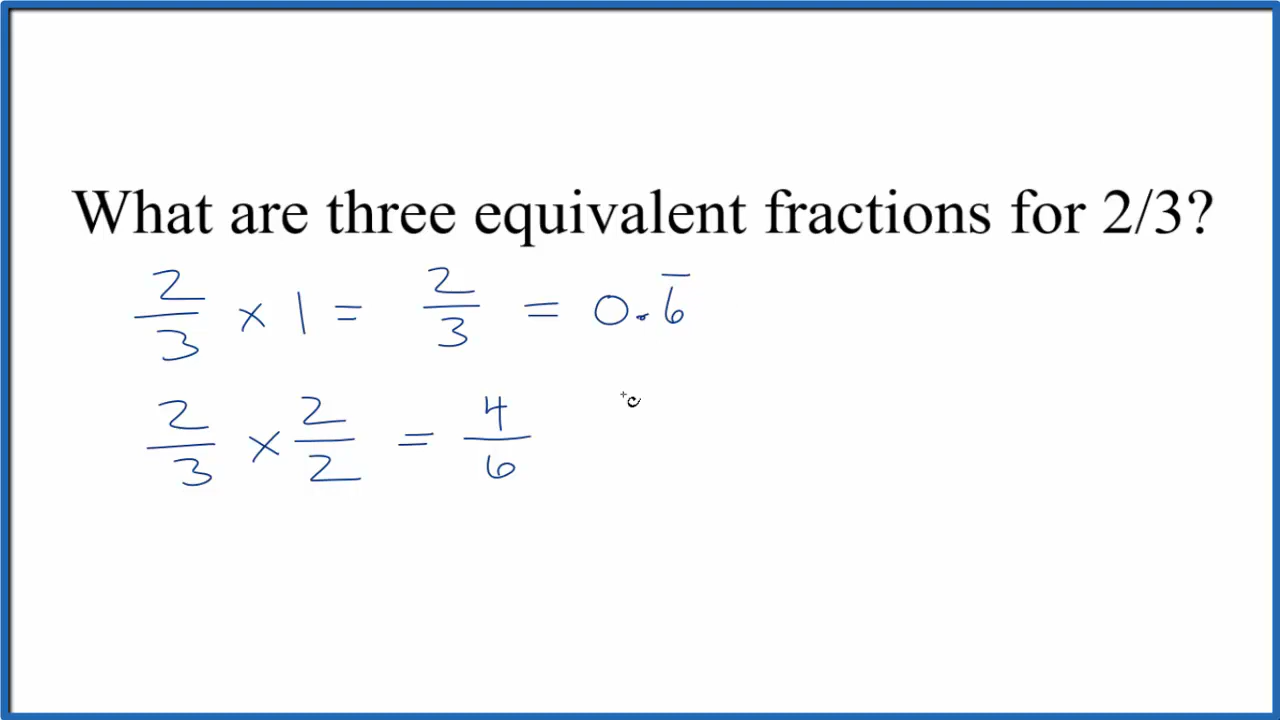 What are three equivalent fractions for 2/3?
2/3 × 1 = 2/3 = 0.6̅
2/3 × 2/2 = 4/6